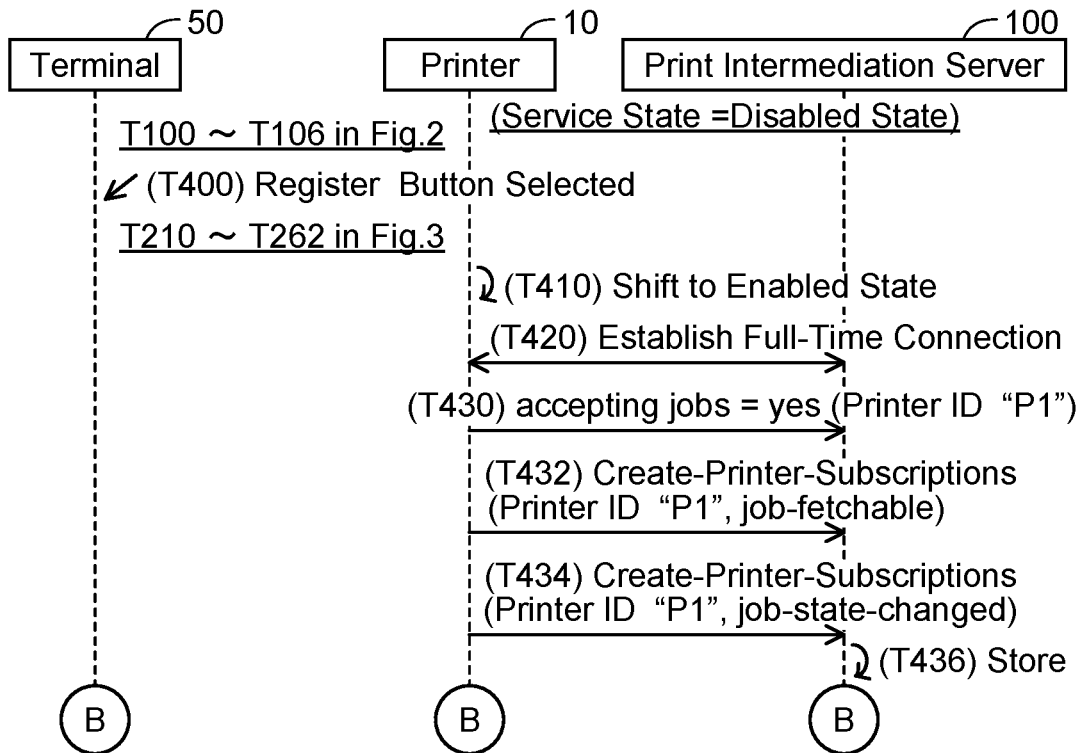 50
10
100
Terminal
Printer
Print Intermediation Server
(Service State =Disabled State)
T100 ～ T106 in Fig.2
(T400) Register Button Selected
T210 ～ T262 in Fig.3
(T410) Shift to Enabled State
(T420) Establish Full-Time Connection
(T430) accepting jobs = yes (Printer ID “P1”)
(T432) Create-Printer-Subscriptions
(Printer ID “P1”, job-fetchable)
(T434) Create-Printer-Subscriptions
(Printer ID “P1”, job-state-changed)
(T436) Store
B
B
B